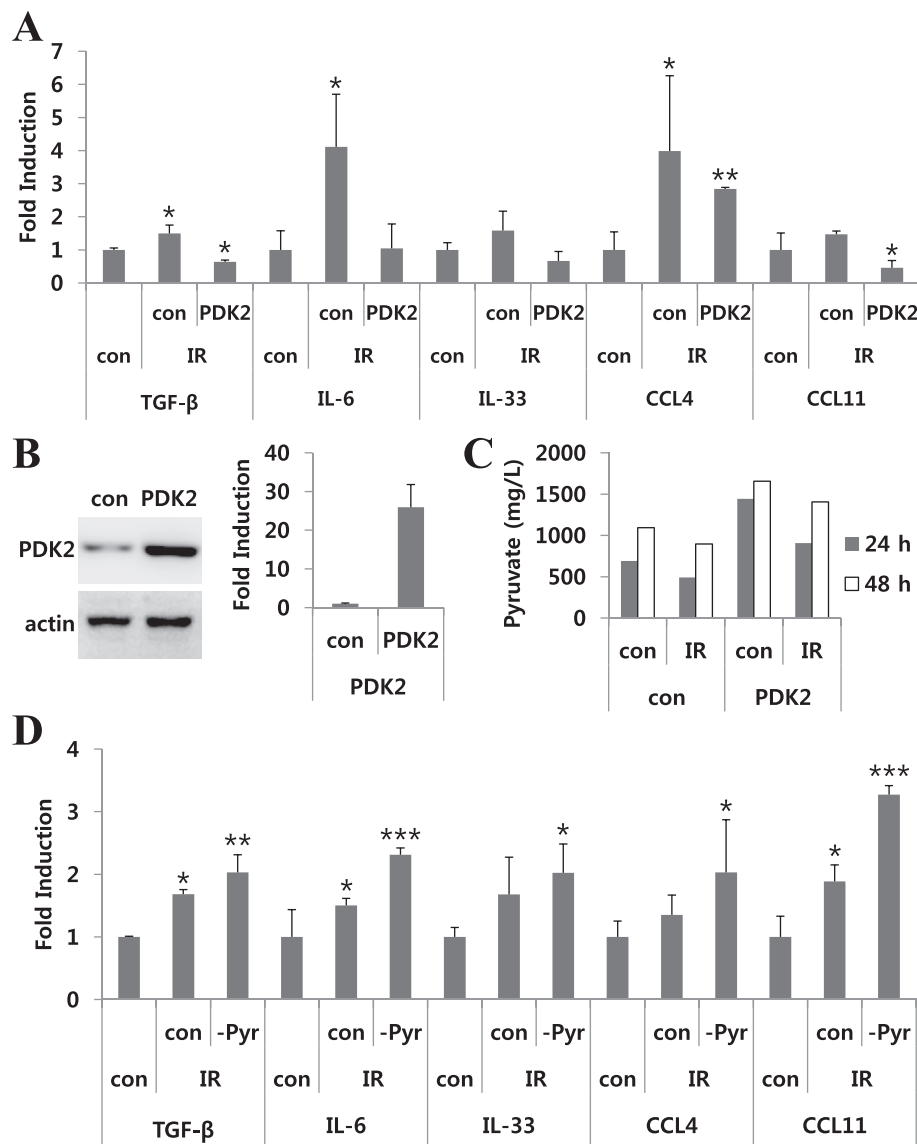 A
Fold Induction
7
6
5
4
3
2
1
0
* * * * ** *
con PDK2 con PDK2 con PDK2 con PDK2 con PDK2
con IR con IR con IR con IR con IR
TGF-β IL-6 IL-33 CCL4 CCL11
B
con PDK2
PDK2
actin
Fold Induction
40
30
20
10
0
con PDK2
PDK2
C
Pyruvate (mg/L)
2000
1500
1000
500
0
24 h
48 h
con IR con IR
con PDK2
D
Fold Induction
4
3
2
1
0
* ** * *** * * * ***
con -Pyr con -Pyr con -Pyr con -Pyr con -Pyr
con IR con IR con IR con IR con IR
TGF-β IL-6 IL-33 CCL4 CCL11